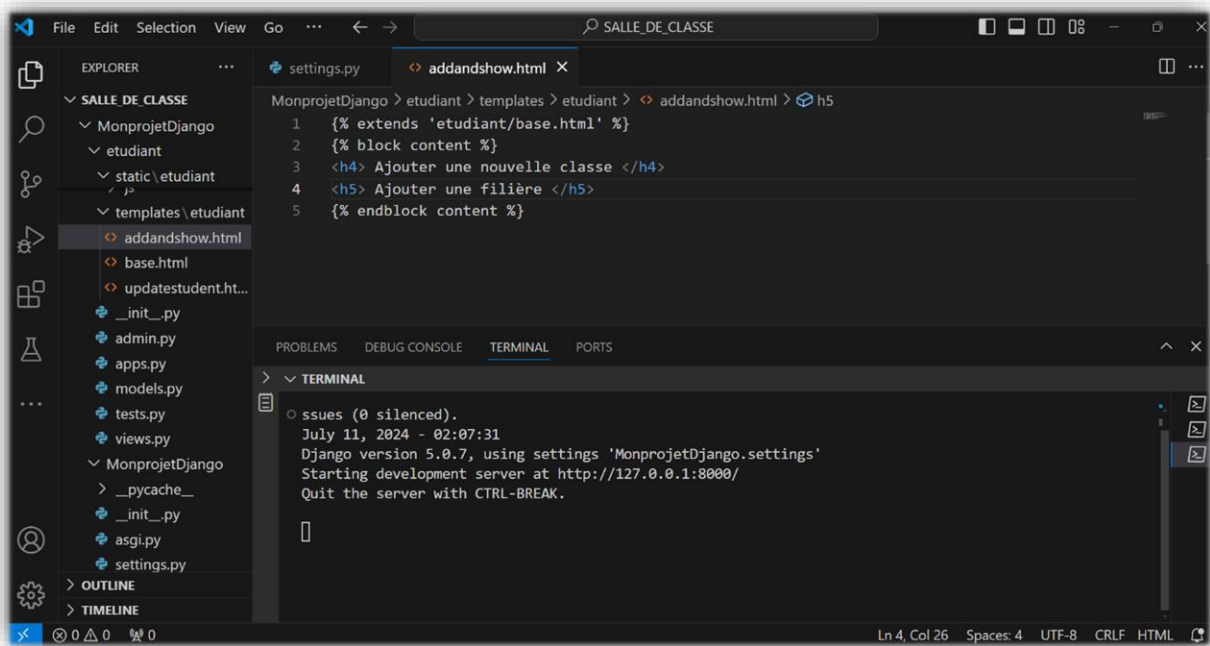 File Edit Selection View Go ··· SALLE_DE_CLASSE
EXPLORER ···
SALLE_DE_CLASSE
MonprojetDjango
etudiant
static\etudiant
js
templates\etudiant
addandshow.html
base.html
updatestudent.ht...
__init__.py
admin.py
apps.py
models.py
tests.py
views.py
MonprojetDjango
__pycache__
__init__.py
asgi.py
settings.py
OUTLINE
TIMELINE
settings.py addandshow.html
MonprojetDjango > etudiant > templates > etudiant > addandshow.html > h5
1 {% extends 'etudiant/base.html' %}
2 {% block content %}
3 <h4> Ajouter une nouvelle classe </h4>
4 <h5> Ajouter une filière </h5>
5 {% endblock content %}
PROBLEMS DEBUG CONSOLE TERMINAL PORTS
TERMINAL
ssues (0 silenced).
July 11, 2024 - 02:07:31
Django version 5.0.7, using settings 'MonprojetDjango.settings'
Starting development server at http://127.0.0.1:8000/
Quit the server with CTRL-BREAK.
0 0 0 Ln 4, Col 26 Spaces: 4 UTF-8 CRLF HTML